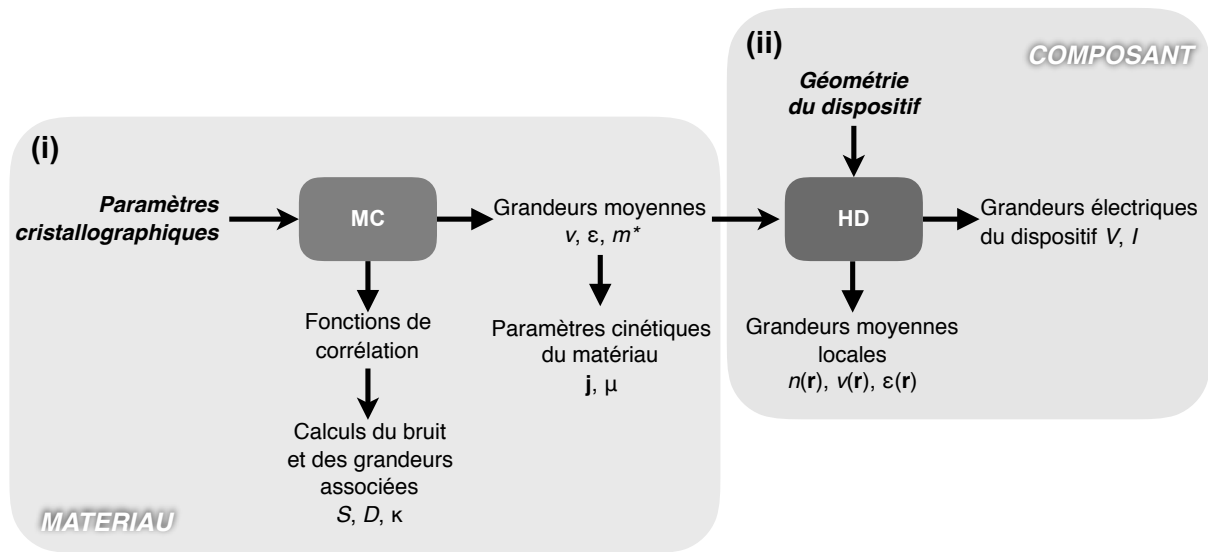 (i)
Paramètres
cristallographiques
MC
Grandeurs moyennes
v, ε, m*
Fonctions de
corrélation
Paramètres cinétiques
du matériau
j, μ
Calculs du bruit
et des grandeurs
associées
S, D, κ
MATERIAU
(ii)
COMPOSANT
Géométrie
du dispositif
HD
Grandeurs électriques
du dispositif V, I
Grandeurs moyennes
locales
n(r), v(r), ε(r)